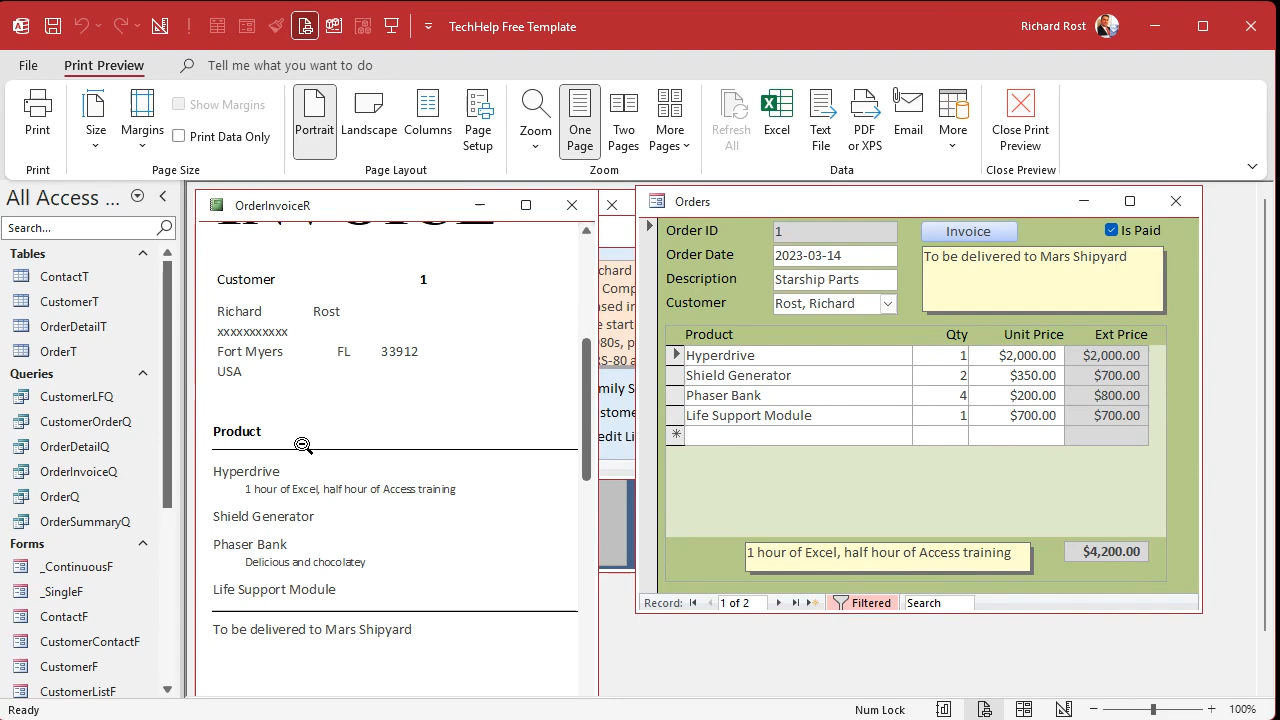 TechHelp Free Template
Richard Rost
File
Print Preview
Tell me what you want to do
Print
Size
Margins
Show Margins
Print Data Only
Portrait
Landscape
Columns
Page Setup
Zoom
One Page
Two Pages
More Pages
Refresh All
Excel
Text File
PDF or XPS
Email
More
Close Print Preview
Print
Page Size
Page Layout
Zoom
Data
Close Preview
All Access ...
Search...
Tables
ContactT
CustomerT
OrderDetailT
OrderT
Queries
CustomerLFQ
CustomerOrderQ
OrderDetailQ
OrderInvoiceQ
OrderQ
OrderSummaryQ
Forms
_ContinuousF
_SingleF
ContactF
CustomerContactF
CustomerF
CustomerListF
OrderInvoiceR
Customer 1
Richard Rost
xxxxxxxxxxx
Fort Myers FL 33912
USA
Product
Hyperdrive
1 hour of Excel, half hour of Access training
Shield Generator
Phaser Bank
Delicious and chocolatey
Life Support Module
To be delivered to Mars Shipyard
Orders
Order ID 1 Invoice Is Paid
Order Date 2023-03-14
To be delivered to Mars Shipyard
Description Starship Parts
Customer Rost, Richard
Product Qty Unit Price Ext Price
Hyperdrive 1 $2,000.00 $2,000.00
Shield Generator 2 $350.00 $700.00
Phaser Bank 4 $200.00 $800.00
Life Support Module 1 $700.00 $700.00
1 hour of Excel, half hour of Access training $4,200.00
Record: 1 of 2 Filtered Search
Ready
Num Lock
100%